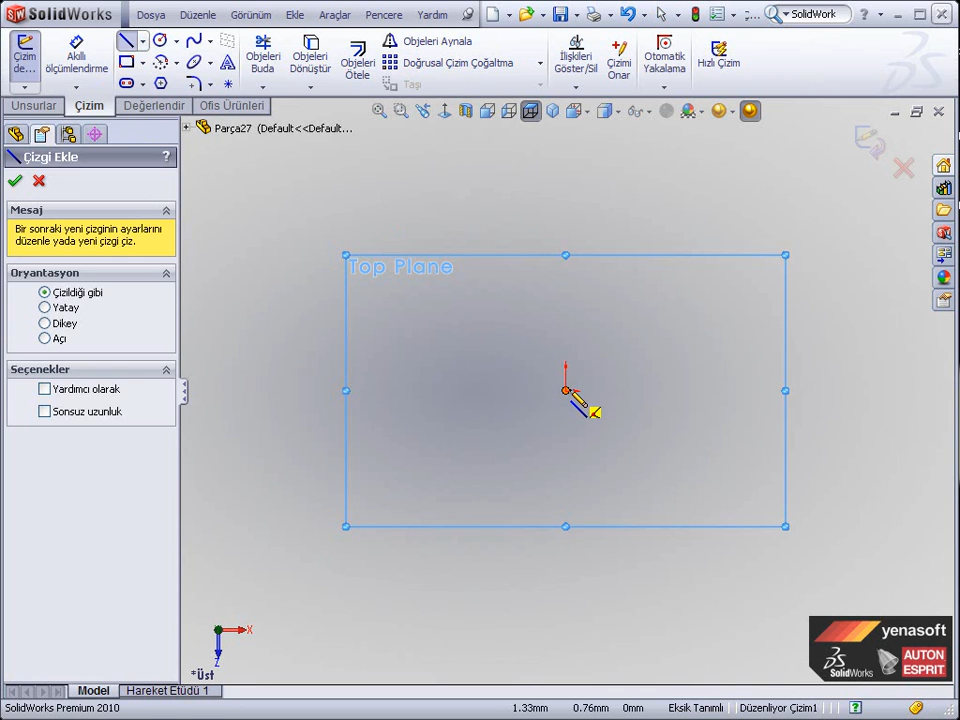 SolidWorks
Dosya Düzenle Görünüm Ekle Araçlar Pencere Yardım
SolidWork
Çizim de...
Akıllı ölçümlendirme
Objeleri Buda
Objeleri Dönüştür
Objeleri Ötele
Objeleri Aynala
Doğrusal Çizim Çoğaltma
Taşı
İlişkileri Göster/Sil
Çizimi Onar
Otomatik Yakalama
Hızlı Çizim
Unsurlar Çizim Değerlendir Ofis Ürünleri
Parça27 (Default<<Default...
Çizgi Ekle ?
Mesaj
Bir sonraki yeni çizginin ayarlarını
düzenle yada yeni çizgi çiz.
Oryantasyon
Çizildiği gibi
Yatay
Dikey
Açı
Seçenekler
Yardımcı olarak
Sonsuz uzunluk
Top Plane
X
Z
*Üst
yenasoft
SolidWorks
AUTON
ESPRIT
Model Hareket Etüdü 1
SolidWorks Premium 2010 1.33mm 0.76mm 0mm Eksik Tanımlı Düzenliyor Çizim1